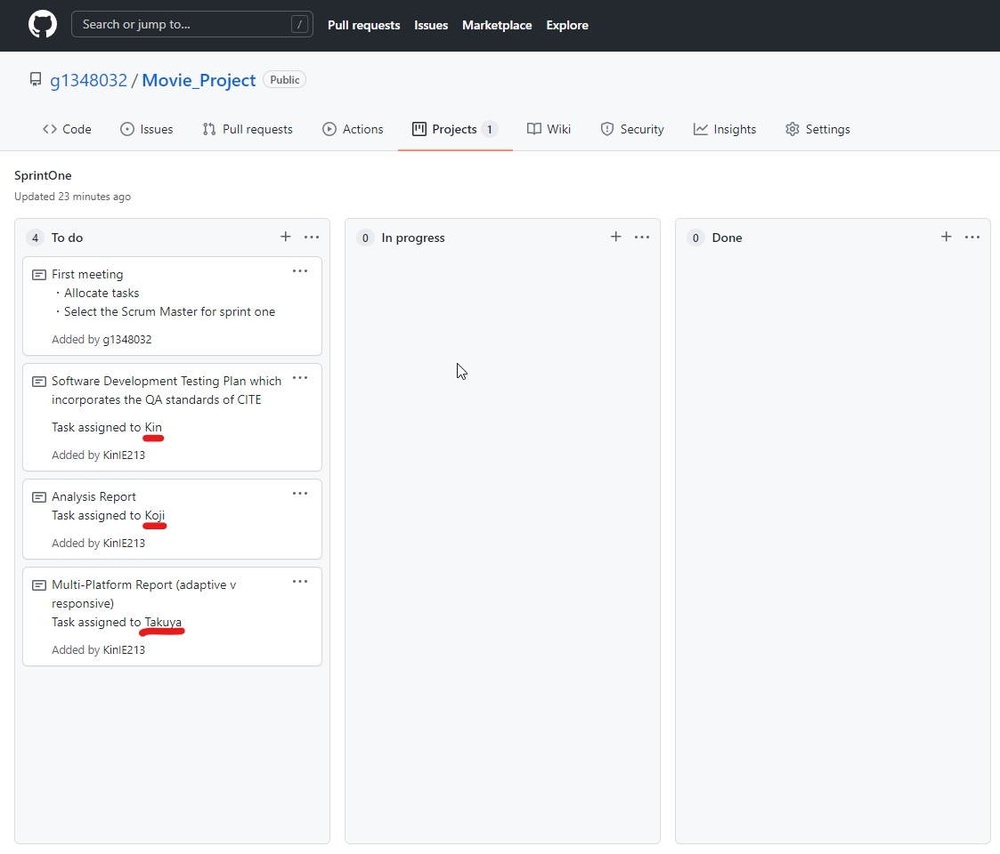 Search or jump to... /
Pull requests Issues Marketplace Explore
g1348032 / Movie_Project Public
Code Issues Pull requests Actions Projects 1 Wiki Security Insights Settings
SprintOne
Updated 23 minutes ago
4 To do
First meeting
・Allocate tasks
・Select the Scrum Master for sprint one
Added by g1348032
Software Development Testing Plan which
incorporates the QA standards of CITE
Task assigned to Kin
Added by KinIE213
Analysis Report
Task assigned to Koji
Added by KinIE213
Multi-Platform Report (adaptive v
responsive)
Task assigned to Takuya
Added by KinIE213
0 In progress
0 Done